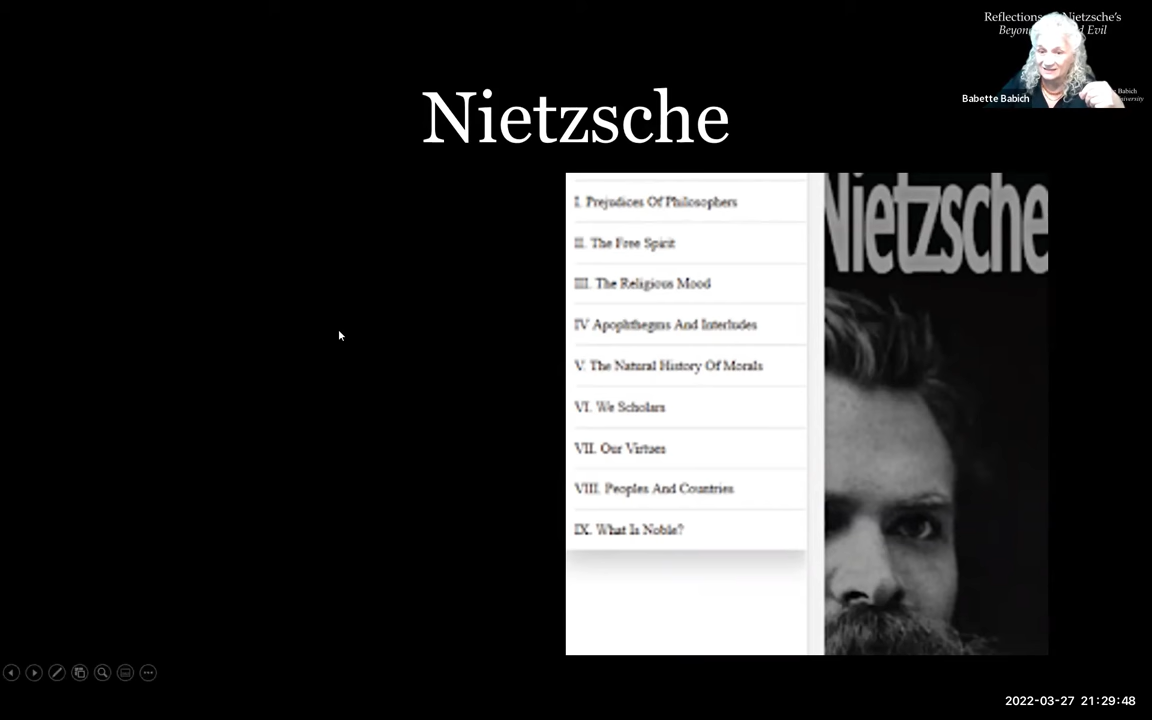 Reflections Nietzsche's
Beyon d Evil
Babette Babich
Babich
Nietzsche
Nietzsche
I. Prejudices Of Philosophers
II. The Free Spirit
III. The Religious Mood
IV Apophthegms And Interludes
V. The Natural History Of Morals
VI. We Scholars
VII. Our Virtues
VIII. Peoples And Countries
IX. What Is Noble?
2022-03-27 21:29:48